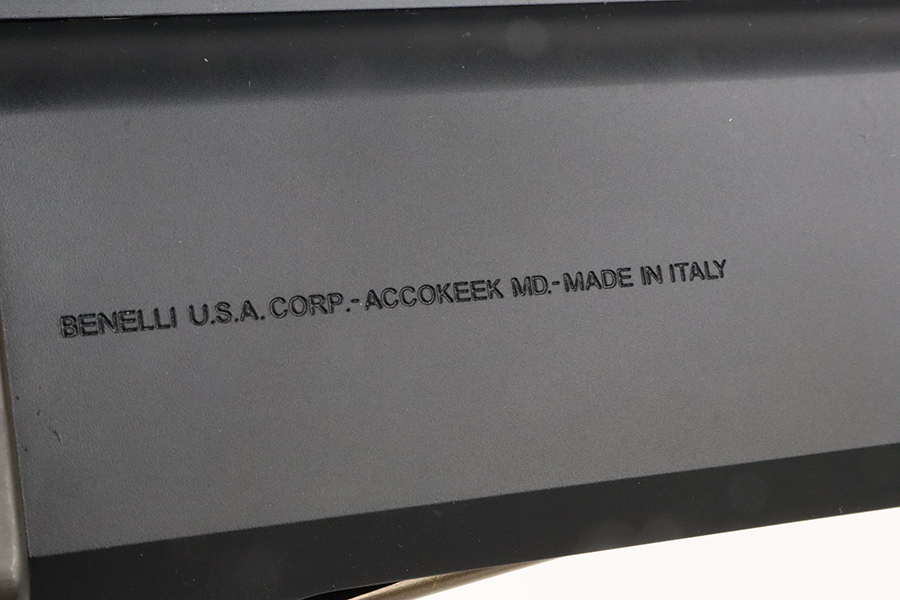 BENELLI U.S.A. CORP.-ACCOKEEK MD.-MADE IN ITALY